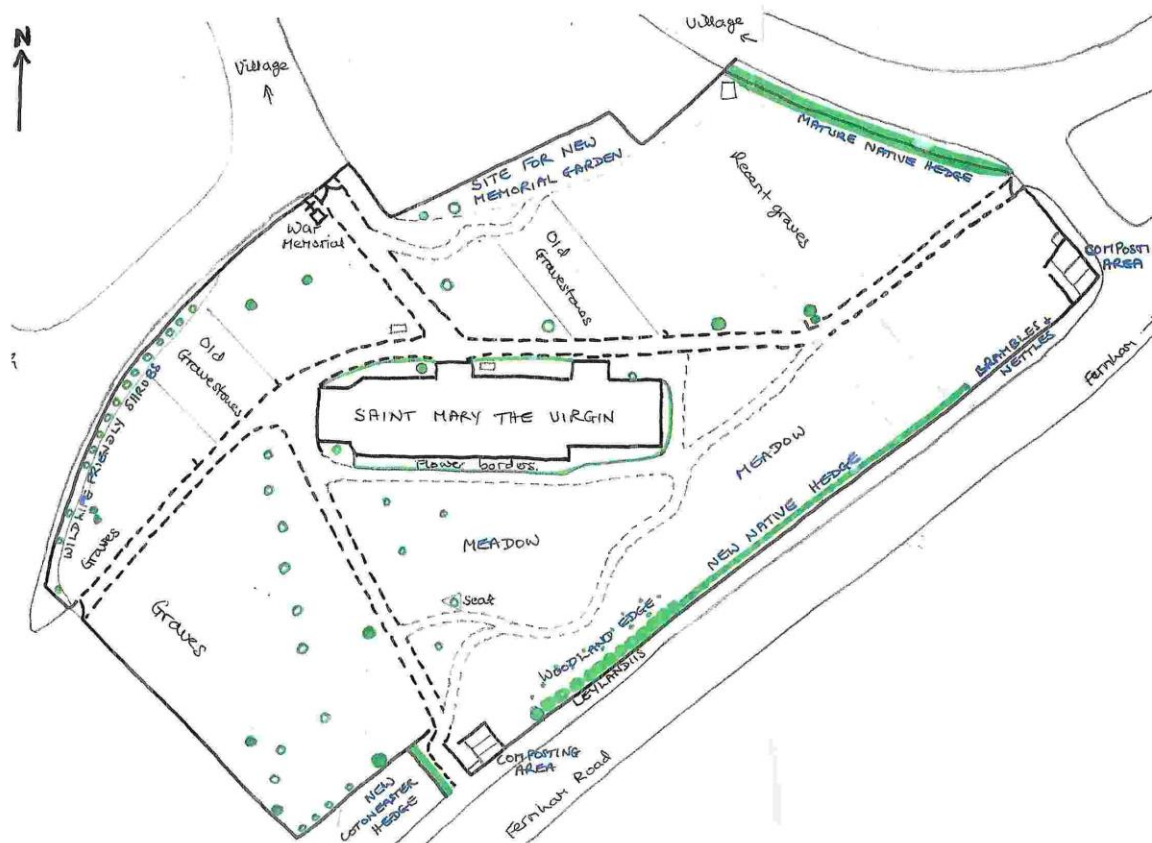 N
Village
Village
MATURE NATIVE HEDGE
SITE FOR NEW
MEMORIAL GARDEN
Recent graves
War
Memorial
Old
Gravestones
COMPOSTI
AREA
Old
Gravestones
WILDLIFE FRIENDLY SHRUBS
BRAMBLES +
NETTLES
Fernham
SAINT MARY THE VIRGIN
Flower borders.
MEADOW
MEADOW
NEW NATIVE HEDGE
Graves
Graves
Seat
WOODLAND EDGE
LEYLANDIIS
COMPOSTING
AREA
NEW
COTONEASTER
HEDGE
Fernham Road